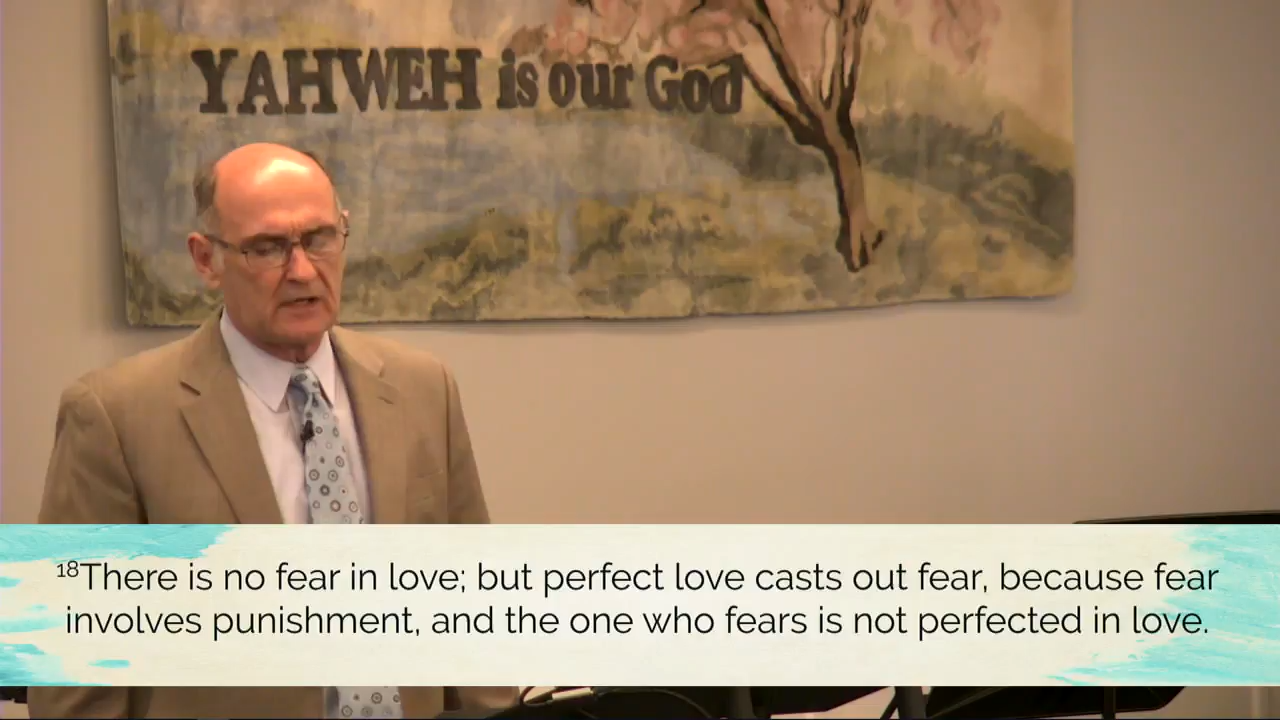 YAHWEH is our God
18There is no fear in love; but perfect love casts out fear, because fear
involves punishment, and the one who fears is not perfected in love.